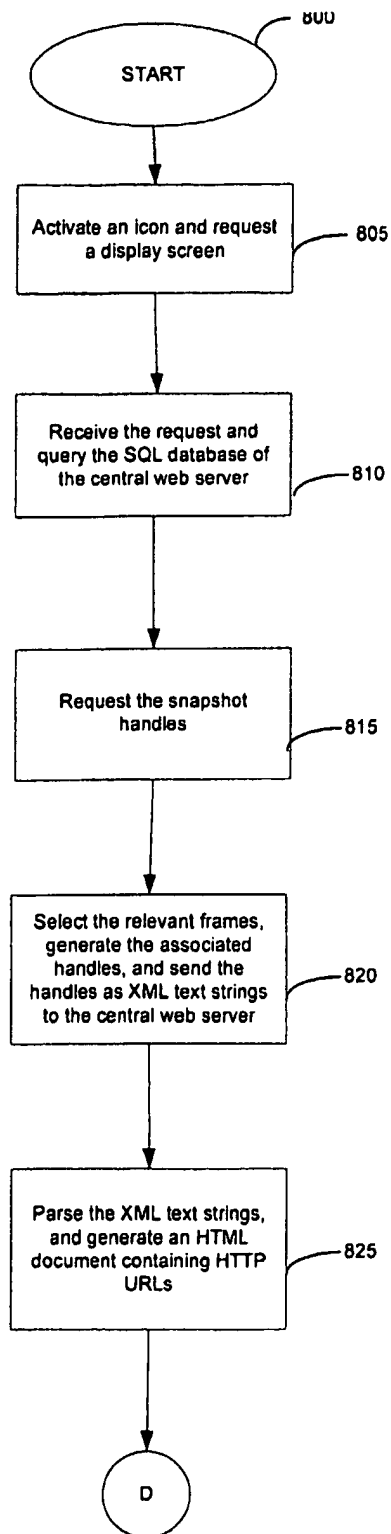 800
START
Activate an icon and request
a display screen
805
Receive the request and
query the SQL database of
the central web server
810
Request the snapshot
handles
815
Select the relevant frames,
generate the associated
handles, and send the
handles as XML text strings
to the central web server
820
Parse the XML text strings,
and generate an HTML
document containing HTTP
URLs
825
D